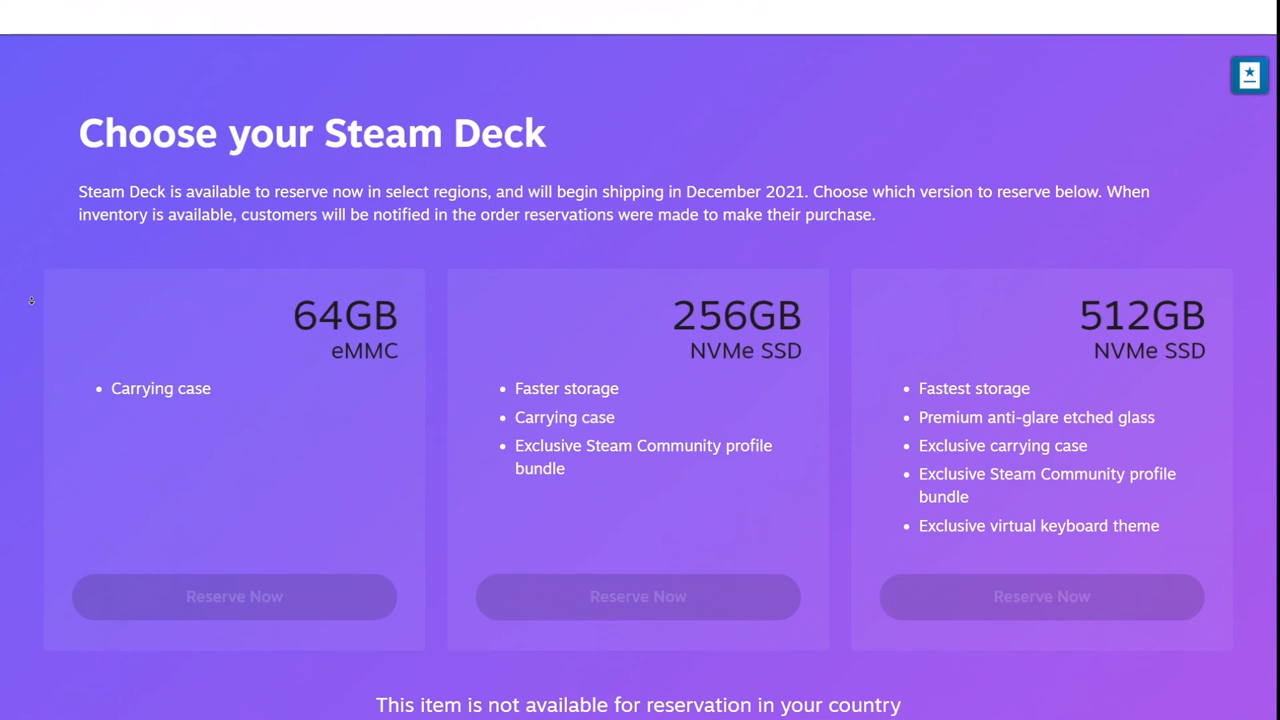 Choose your Steam Deck
Steam Deck is available to reserve now in select regions, and will begin shipping in December 2021. Choose which version to reserve below. When
inventory is available, customers will be notified in the order reservations were made to make their purchase.
64GB
eMMC
• Carrying case
Reserve Now
256GB
NVMe SSD
• Faster storage
• Carrying case
• Exclusive Steam Community profile
bundle
Reserve Now
512GB
NVMe SSD
• Fastest storage
• Premium anti-glare etched glass
• Exclusive carrying case
• Exclusive Steam Community profile
bundle
• Exclusive virtual keyboard theme
Reserve Now
This item is not available for reservation in your country